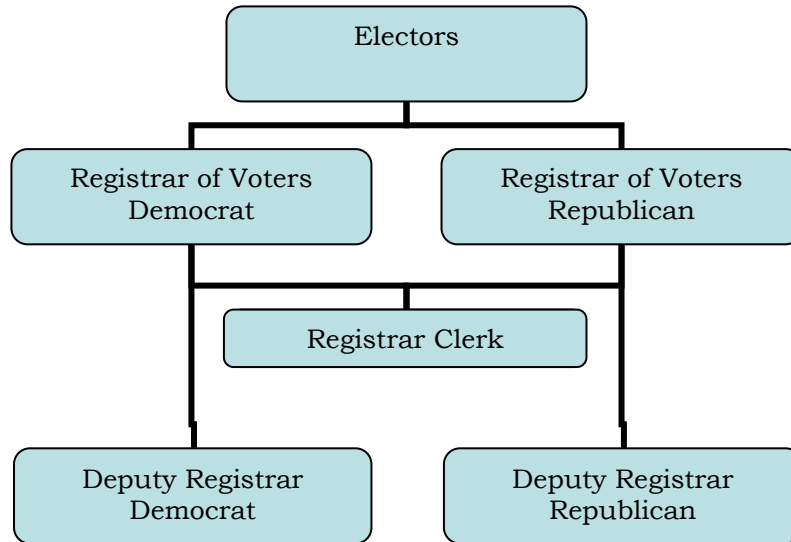 Electors
Registrar of Voters
Democrat
Registrar of Voters
Republican
Registrar Clerk
Deputy Registrar
Democrat
Deputy Registrar
Republican